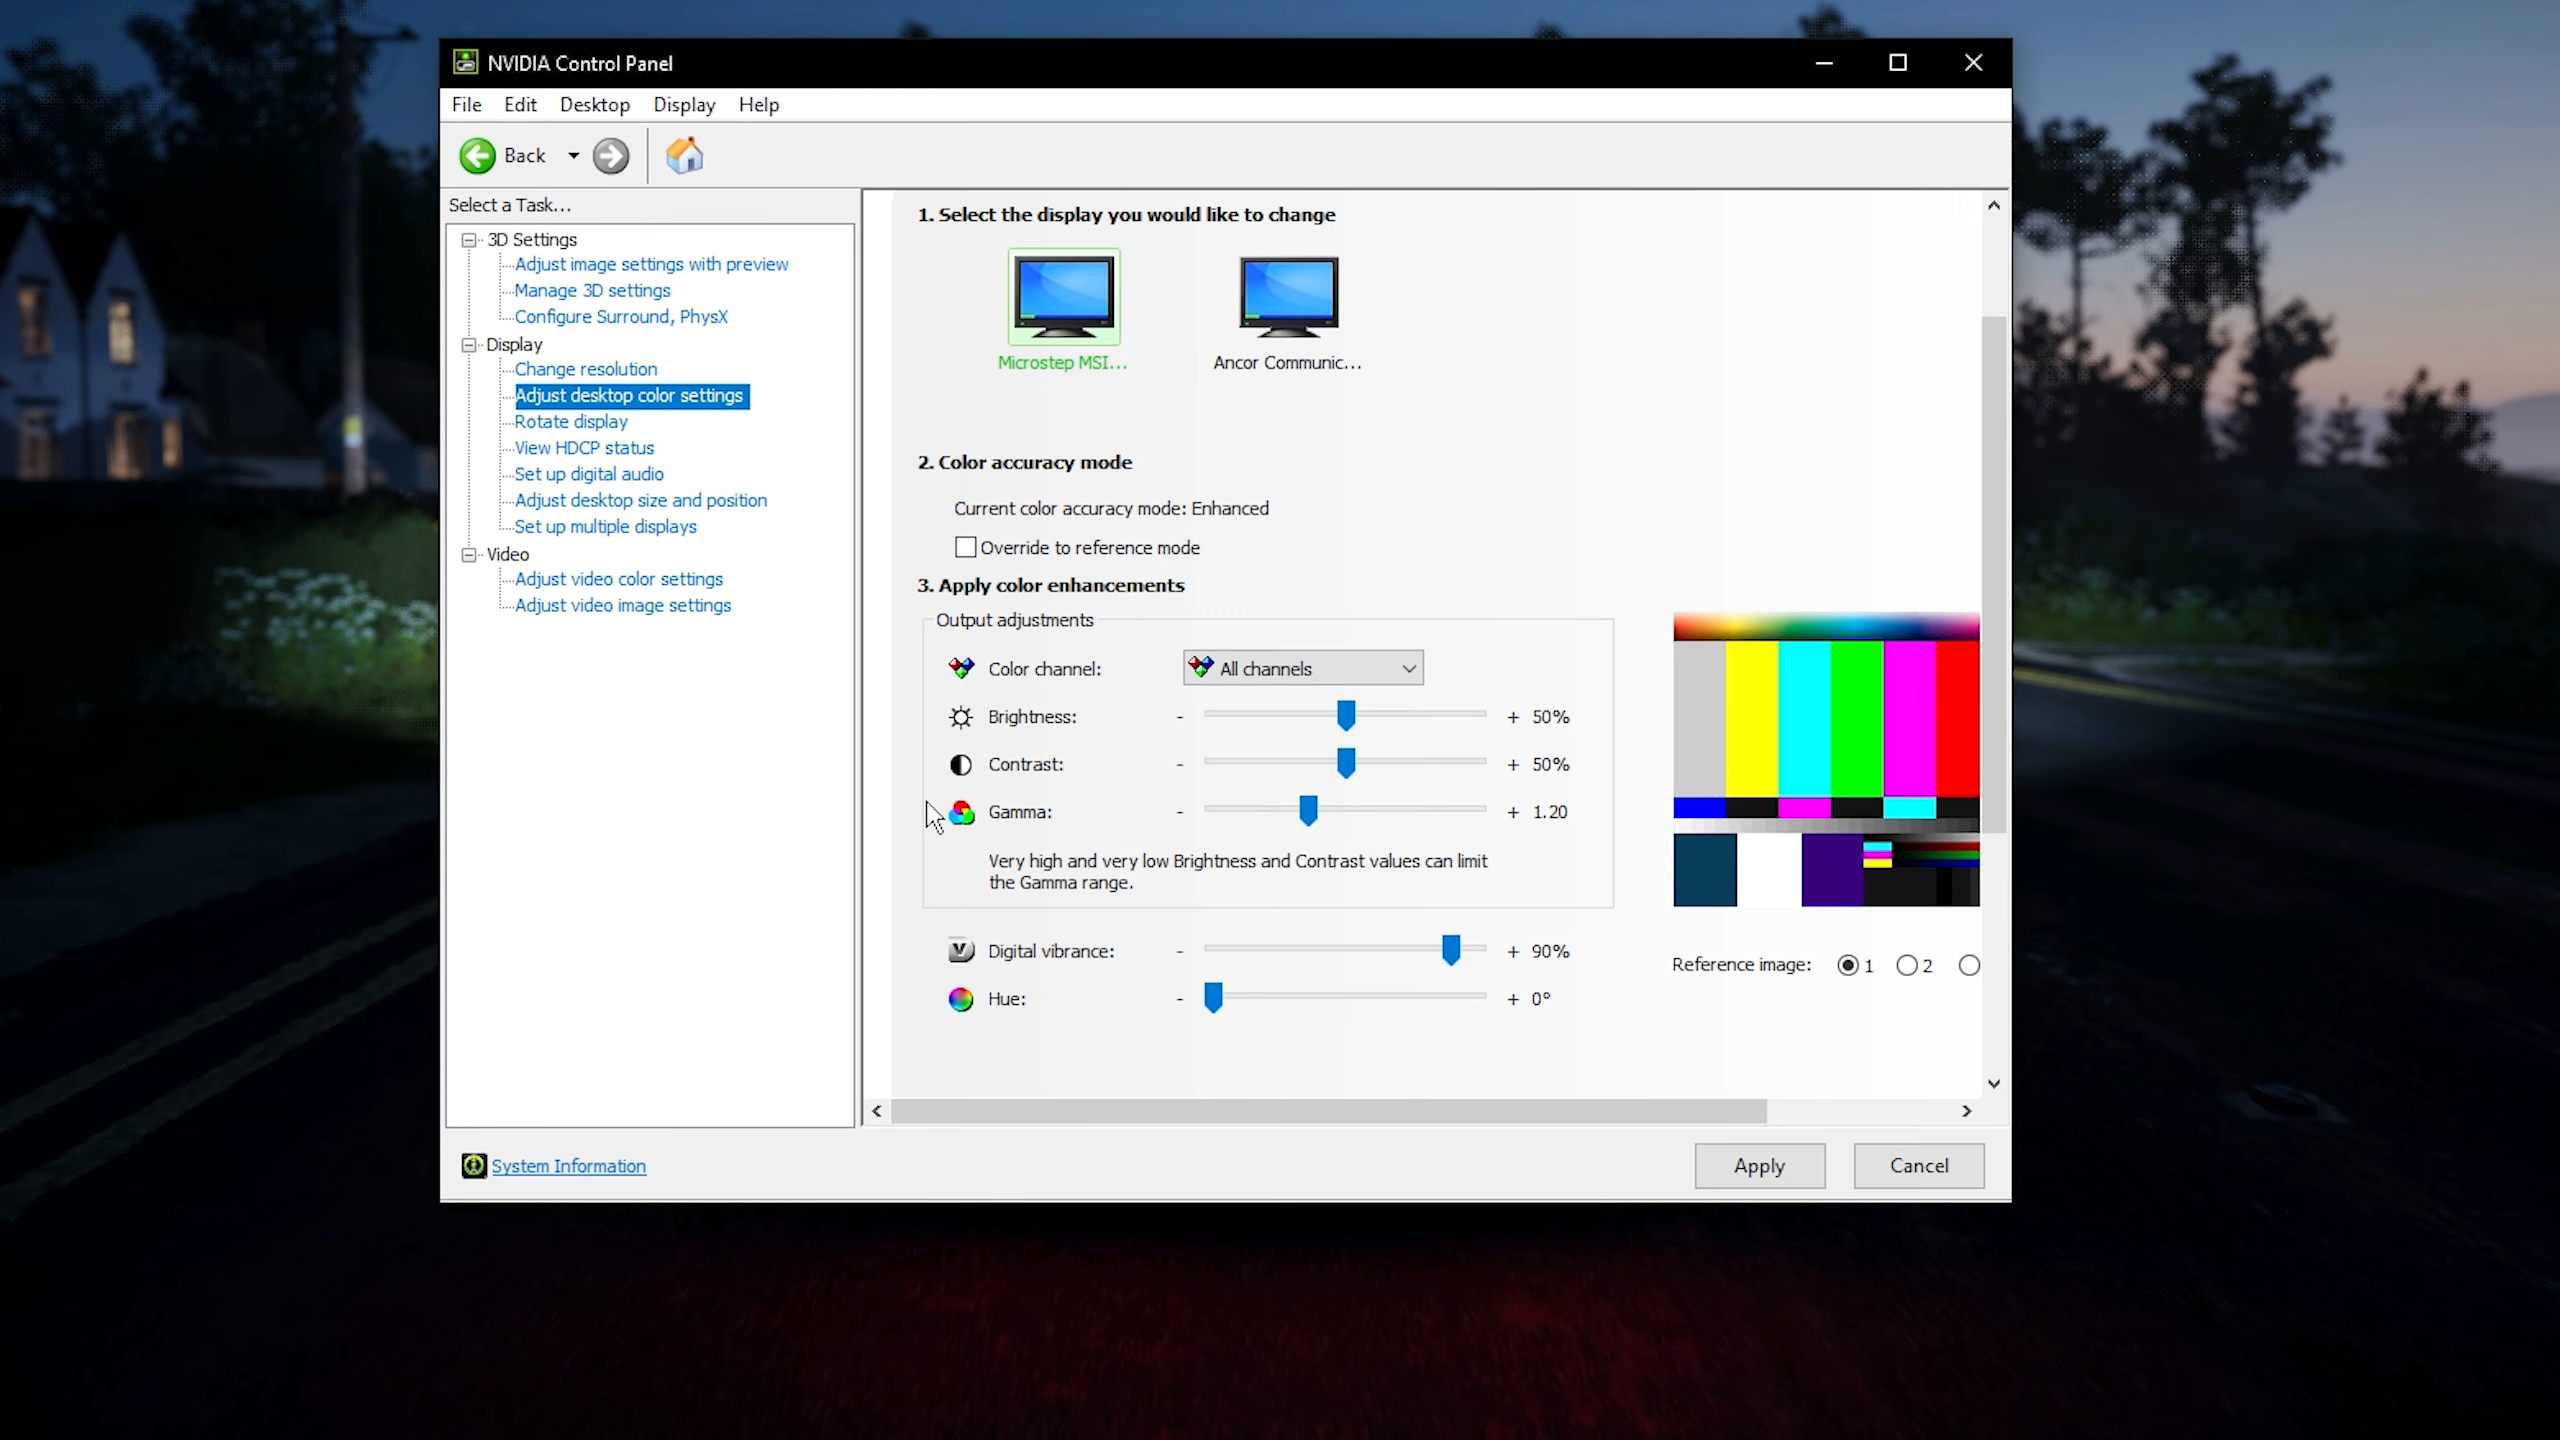 NVIDIA Control Panel
File Edit Desktop Display Help
Back
Select a Task...
3D Settings
Adjust image settings with preview
Manage 3D settings
Configure Surround, PhysX
Display
Change resolution
Adjust desktop color settings
Rotate display
View HDCP status
Set up digital audio
Adjust desktop size and position
Set up multiple displays
Video
Adjust video color settings
Adjust video image settings
1. Select the display you would like to change
Microstep MSI...
Ancor Communic...
2. Color accuracy mode
Current color accuracy mode: Enhanced
Override to reference mode
3. Apply color enhancements
Output adjustments
Color channel: All channels
Brightness: - + 50%
Contrast: - + 50%
Gamma: - + 1.20
Very high and very low Brightness and Contrast values can limit
the Gamma range.
Digital vibrance: - + 90%
Hue: - + 0°
Reference image: 1 2
System Information
Apply
Cancel